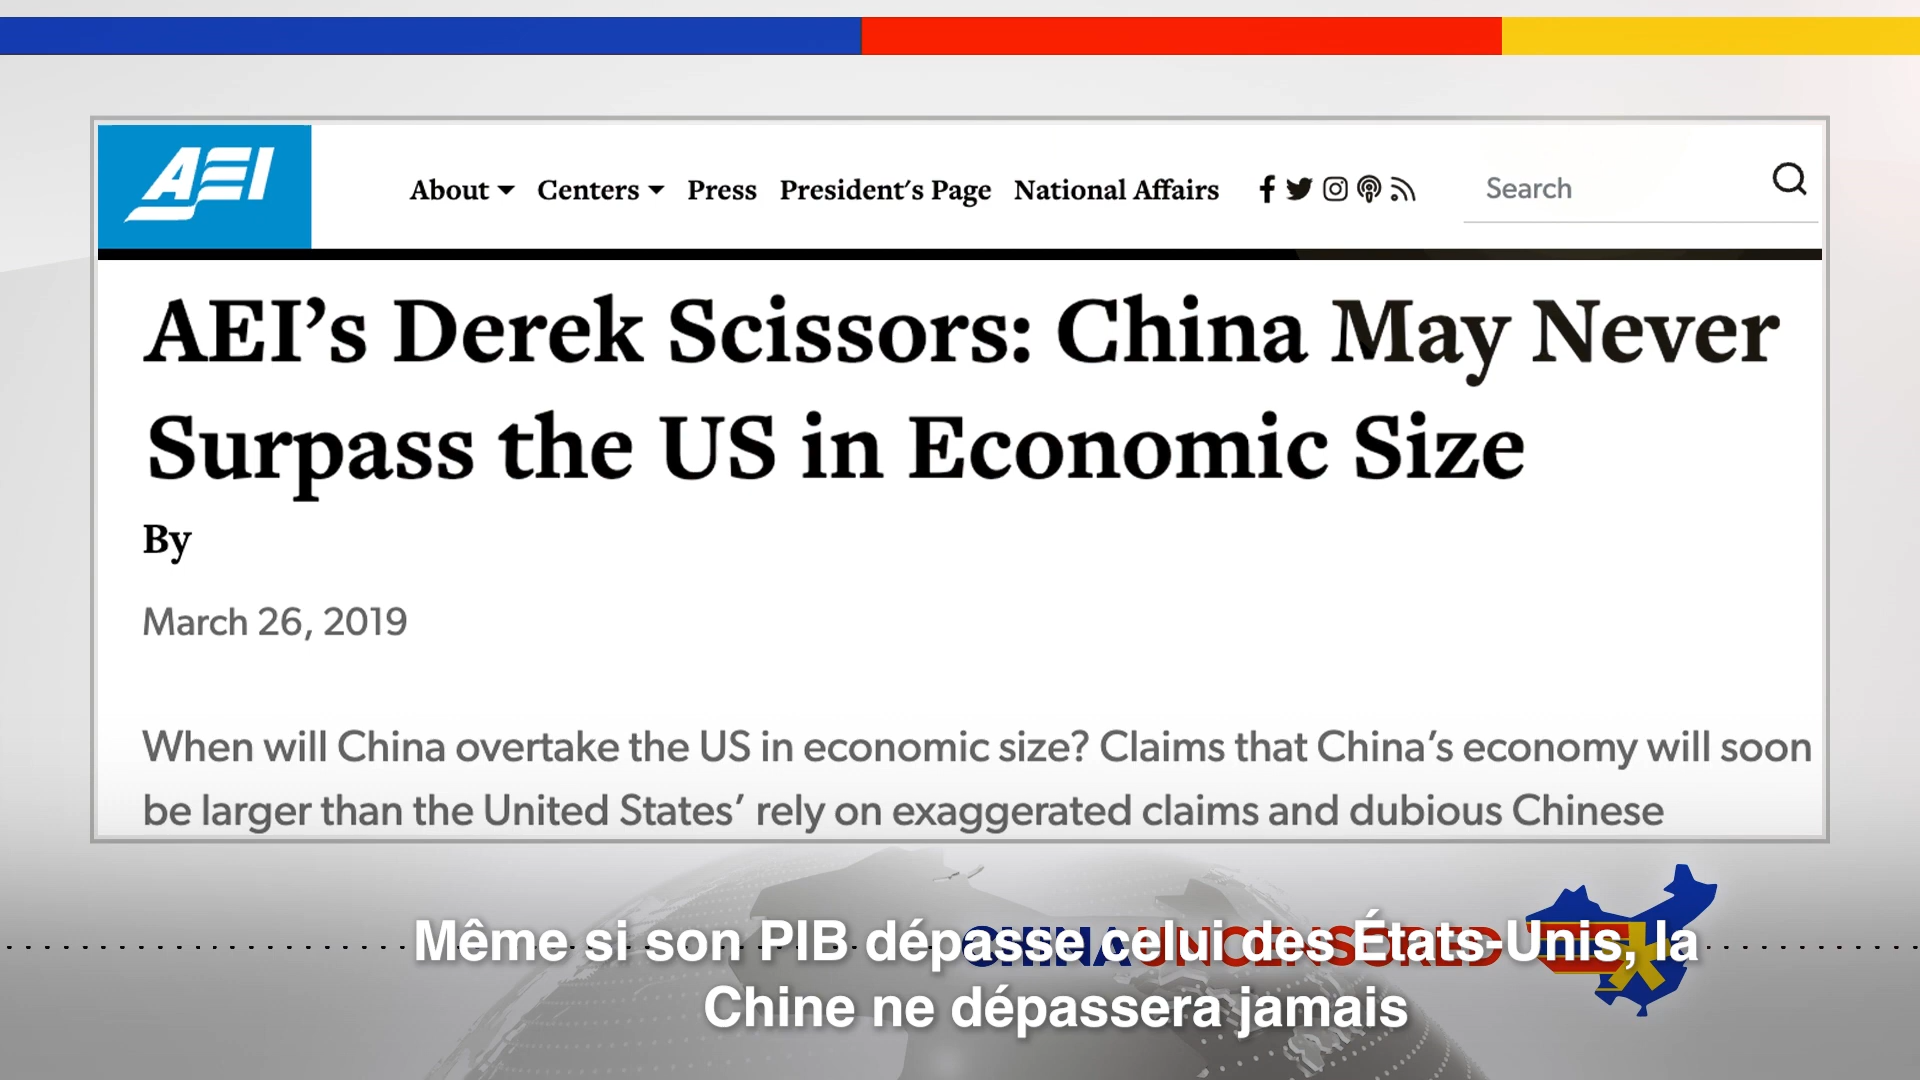 AEI
About Centers Press President's Page National Affairs Search
AEI’s Derek Scissors: China May Never
Surpass the US in Economic Size
By
March 26, 2019
When will China overtake the US in economic size? Claims that China’s economy will soon
be larger than the United States’ rely on exaggerated claims and dubious Chinese
CHINA UNCENSORED
Même si son PIB dépasse celui des États-Unis, la
Chine ne dépassera jamais